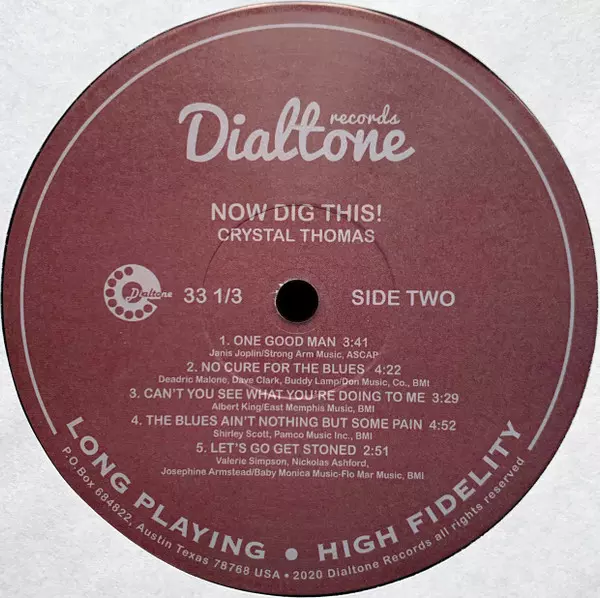 records
Dialtone
NOW DIG THIS!
CRYSTAL THOMAS
Dialtone
33 1/3
SIDE TWO
1. ONE GOOD MAN 3:41
Janis Joplin/Strong Arm Music, ASCAP
2. NO CURE FOR THE BLUES 4:22
Deadric Malone, Dave Clark, Buddy Lamp/Don Music, Co., BMI
3. CAN'T YOU SEE WHAT YOU'RE DOING TO ME 3:29
Albert King/East Memphis Music, BMI
4. THE BLUES AIN'T NOTHING BUT SOME PAIN 4:52
Shirley Scott, Pamco Music Inc., BMI
5. LET'S GO GET STONED 2:51
Valerie Simpson, Nickolas Ashford,
Josephine Armstead/Baby Monica Music-Flo Mar Music, BMI
LONG PLAYING • HIGH FIDELITY
P.O Box 684822, Austin Texas 78768 USA • 2020 Dialtone Records all rights reserved